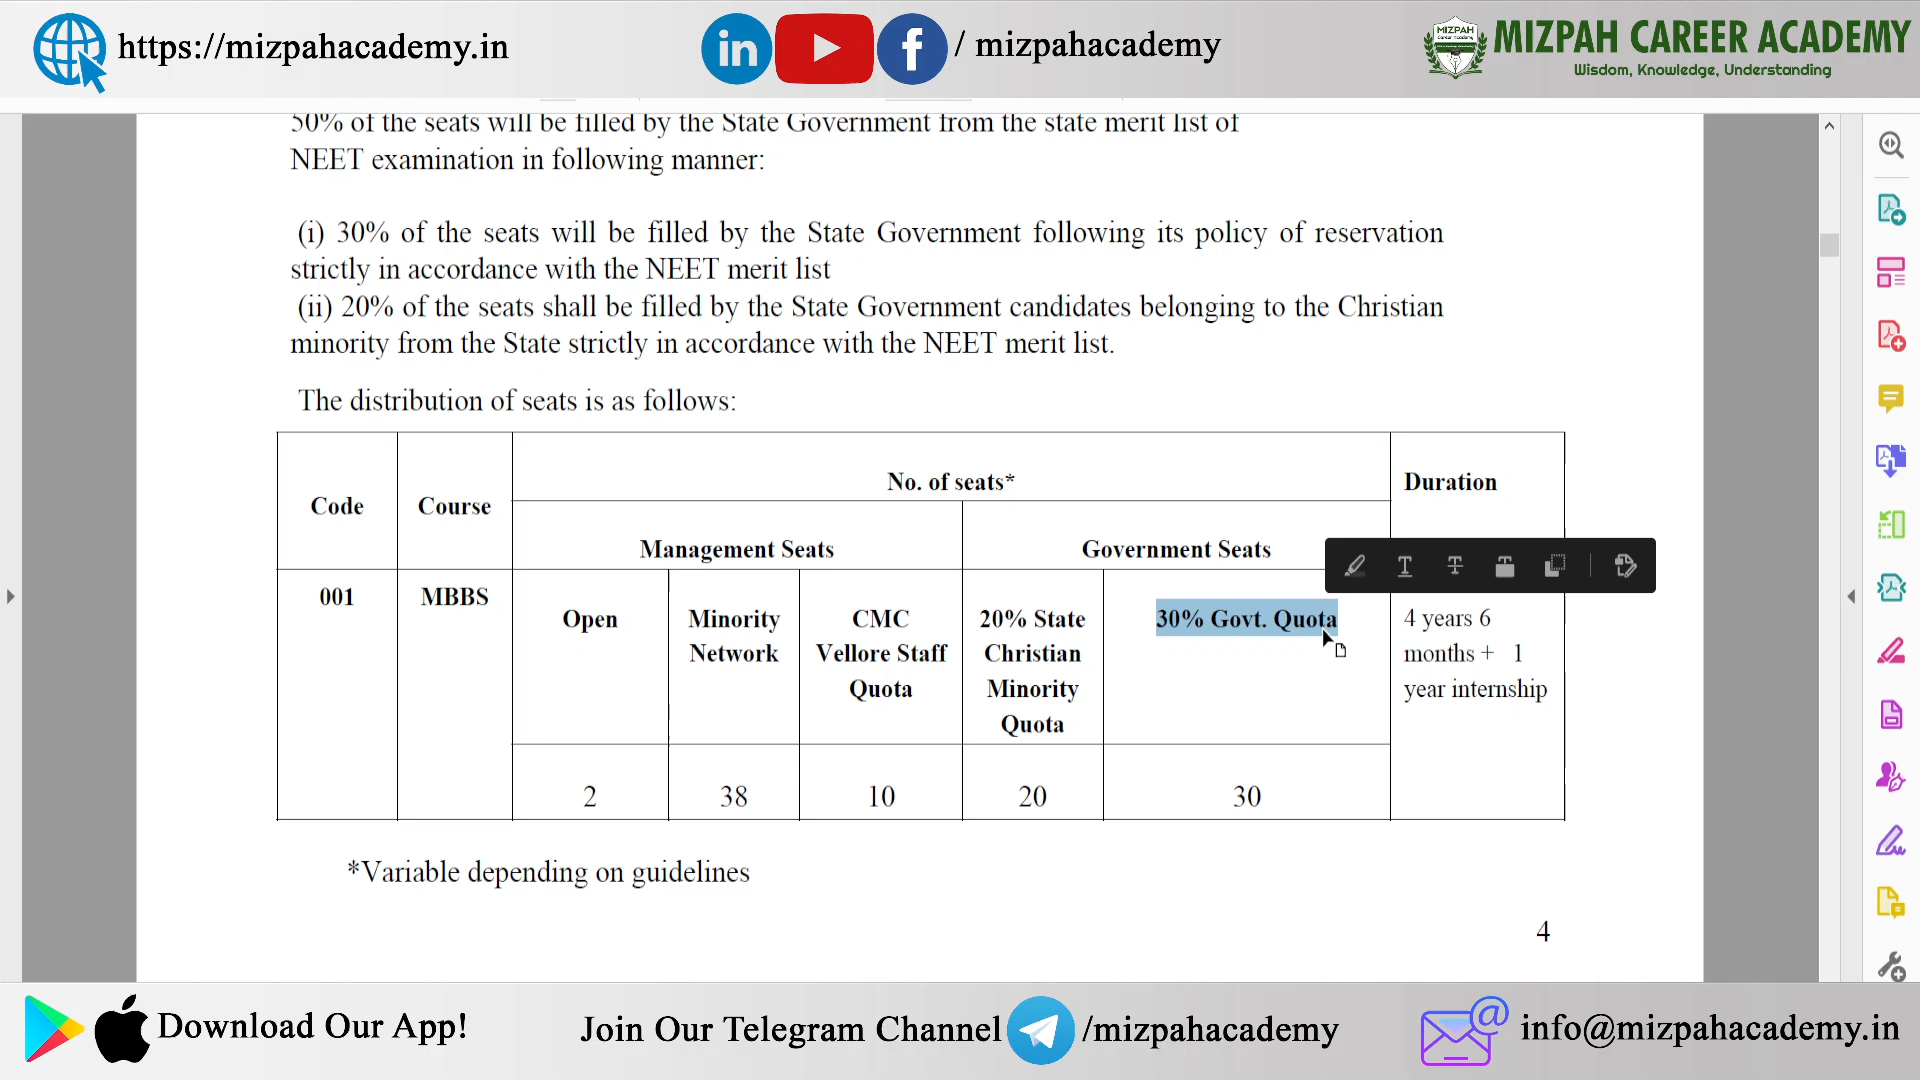 https://mizpahacademy.in
in f / mizpahacademy
MIZPAH CAREER ACADEMY
Wisdom, Knowledge, Understanding
MIZPAH
50% of the seats will be filled by the State Government from the state merit list of
NEET examination in following manner:
(i) 30% of the seats will be filled by the State Government following its policy of reservation
strictly in accordance with the NEET merit list
(ii) 20% of the seats shall be filled by the State Government candidates belonging to the Christian
minority from the State strictly in accordance with the NEET merit list.
The distribution of seats is as follows:
Code
Course
No. of seats*
Duration
Management Seats
Government Seats
001
MBBS
Open
Minority
Network
CMC
Vellore Staff
Quota
20% State
Christian
Minority
Quota
30% Govt. Quota
4 years 6
months + 1
year internship
2
38
10
20
30
*Variable depending on guidelines
4
Download Our App!
Join Our Telegram Channel /mizpahacademy
info@mizpahacademy.in